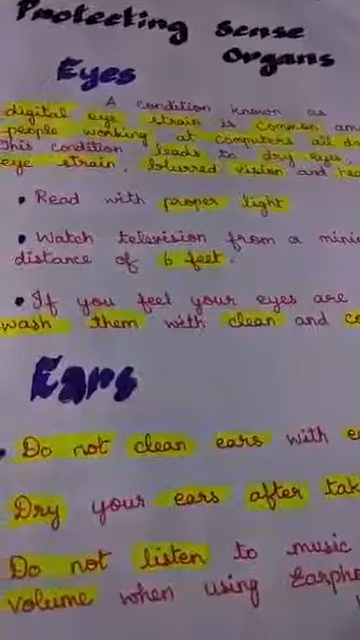 Protecting Sense
Organs
Eyes
A condition known as
digital eye strain is common
people working at computers all
This condition leads to dry eyes,
eye strain, blurred vision and
• Read with proper light
• Watch television from a
distance of 6 feet.
• If you feel your eyes are
wash them with clean and
Ears
• Do not clean ears with
Dry your ears after
Do not listen to music
volume when using